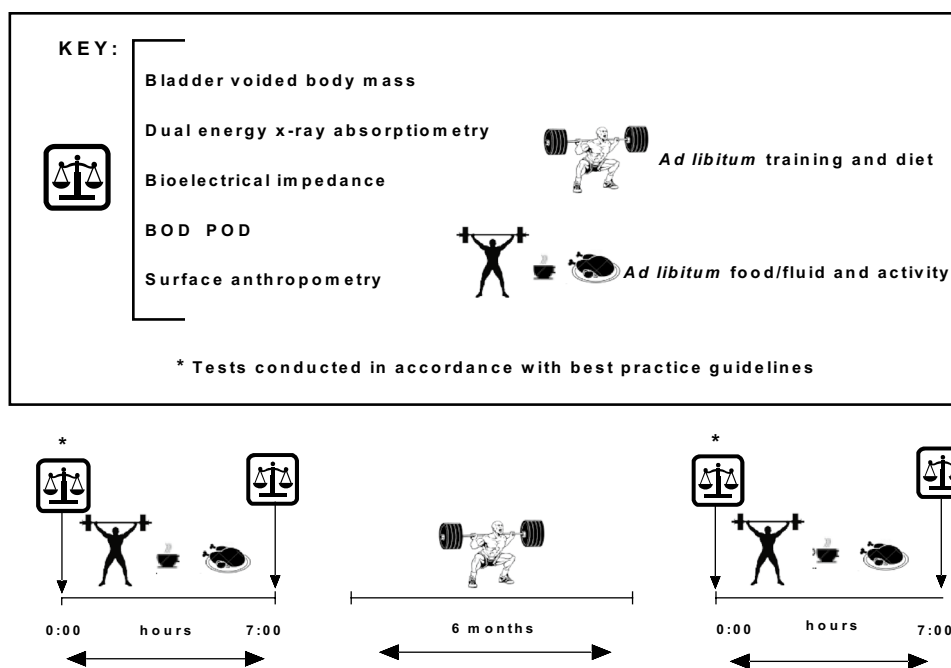 KEY:
Bladder voided body mass
Dual energy x-ray absorptiometry
Bioelectrical impedance
BOD POD
Surface anthropometry
Ad libitum training and diet
Ad libitum food/fluid and activity
* Tests conducted in accordance with best practice guidelines
*
*
0:00 hours 7:00
6 months
0:00 hours 7:00